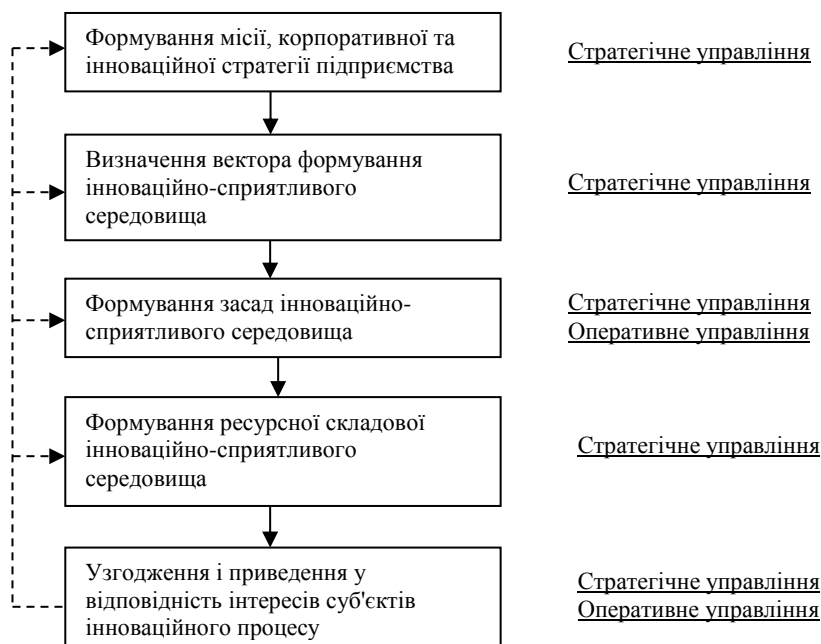 Формування місії, корпоративної та
інноваційної стратегії підприємства
Стратегічне управління
Визначення вектора формування
інноваційно-сприятливого
середовища
Стратегічне управління
Формування засад інноваційно-
сприятливого середовища
Стратегічне управління
Оперативне управління
Формування ресурсної складової
інноваційно-сприятливого
середовища
Стратегічне управління
Узгодження і приведення у
відповідність інтересів суб'єктів
інноваційного процесу
Стратегічне управління
Оперативне управління